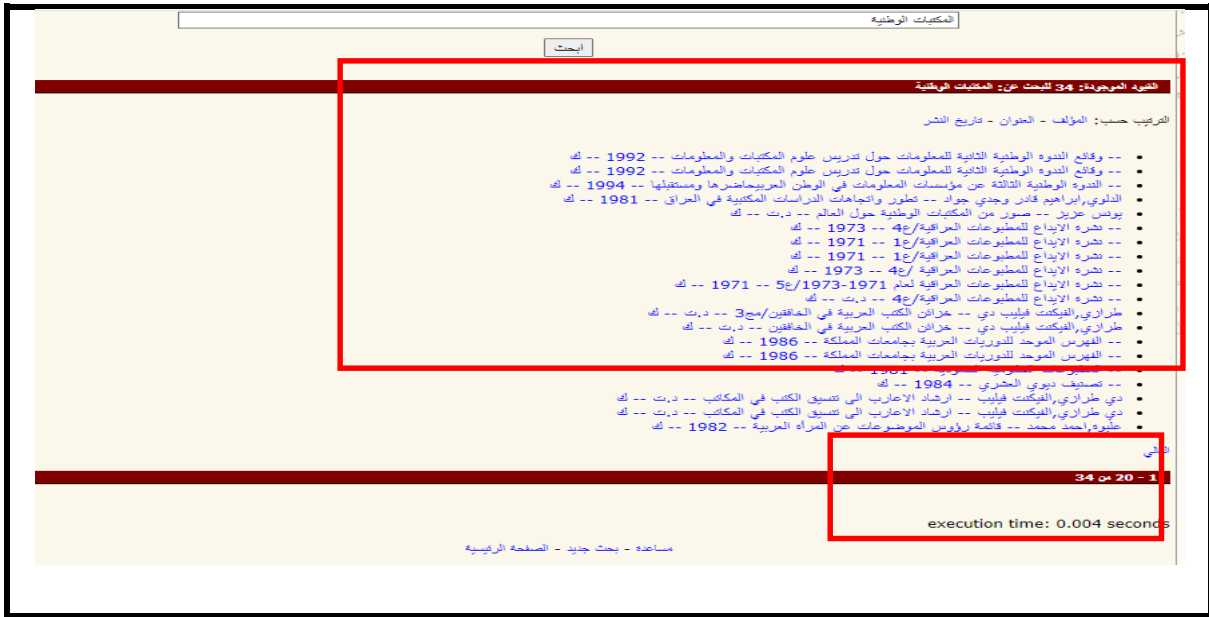 المكتبات الوطنية
ابحث
القيود الموجودة: 34 للبحث عن: المكتبات الوطنية
الترتيب حسب: المؤلف - العنوان - تاريخ النشر
-- وقائع الندوة الوطنية الثانية للمعلومات حول تدريس علوم المكتبات والمعلومات -- 1992 -- ك
-- وقائع الندوة الوطنية الثانية للمعلومات حول تدريس علوم المكتبات والمعلومات -- 1992 -- ك
-- الندوة الوطنية الثالثة عن مؤسسات المعلومات في الوطن العربيحاضرها ومستقبلها -- 1994 -- ك
الدلوي,ابراهيم قادر وجدي جواد -- تطور واتجاهات الدراسات المكتبية في العراق -- 1981 -- ك
يونس عزيز -- صور من المكتبات الوطنية حول العالم -- د.ت -- ك
-- نشرة الايداع للمطبوعات العراقية/ع4 -- 1973 -- ك
-- نشرة الايداع للمطبوعات العراقية/ع1 -- 1971 -- ك
-- نشرة الايداع للمطبوعات العراقية/ع1 -- 1971 -- ك
-- نشرة الايداع للمطبوعات العراقية /ع4 -- 1973 -- ك
-- نشرة الايداع للمطبوعات العراقية لعام 1971-1973/ع5 -- 1971 -- ك
-- نشرة الايداع للمطبوعات العراقية/ع4 -- د.ت -- ك
طرازي,الفيكنت فيليب دي -- خزائن الكتب العربية في الخافقين/مج3 -- د.ت -- ك
طرازي,الفيكنت فيليب دي -- خزائن الكتب العربية في الخافقين -- د.ت -- ك
-- الفهرس الموحد للدوريات العربية بجامعات المملكة -- 1986 -- ك
-- الفهرس الموحد للدوريات العربية بجامعات المملكة -- 1986 -- ك
-- 1981 -- ك
-- تصنيف ديوي العشري -- 1984 -- ك
دي طرازي,الفيكنت فيليب -- ارشاد الاعارب الى تنسيق الكتب في المكاتب -- د.ت -- ك
دي طرازي,الفيكنت فيليب -- ارشاد الاعارب الى تنسيق الكتب في المكاتب -- د.ت -- ك
عليوه,احمد محمد -- قائمة رؤوس الموضوعات عن المرأة العربية -- 1982 -- ك
التالي
1 - 20 من 34
execution time: 0.004 seconds
مساعدة - بحث جديد - الصفحة الرئيسية